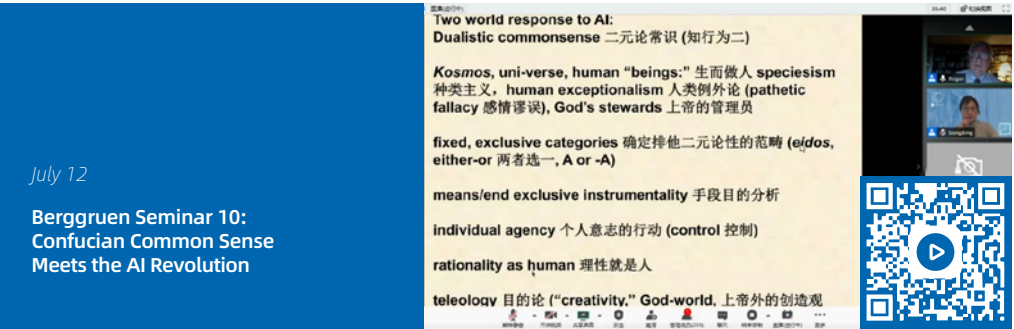 July 12
Berggruen Seminar 10:
Confucian Common Sense
Meets the AI Revolution
Two world response to AI:
Dualistic commonsense 二元论常识 (知行为二)
Kosmos, uni-verse, human “beings:” 生而做人 speciesism
种类主义，human exceptionalism 人类例外论 (pathetic
fallacy 感情谬误), God's stewards 上帝的管理员
fixed, exclusive categories 确定排他二元论性的范畴 (eidos,
either-or 两者选一, A or -A)
means/end exclusive instrumentality 手段目的分析
individual agency 个人意志的行动 (control 控制)
rationality as human 理性就是人
teleology 目的论 (“creativity,” God-world, 上帝外的创造观